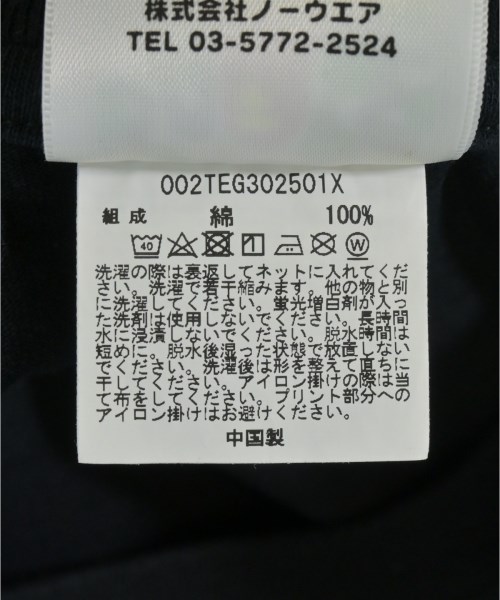 株式会社ノーウエア
TEL 03-5772-2524
002TEG302501X
組成 綿 100%
40 W
洗濯の際は裏返してネットに入れてくだ
さい。洗濯で若干縮みます。他の物と別
に洗濯してください。蛍光増白剤が入っ
た洗剤は使用しないでください。長時間
水に浸漬しないでください。脱水時間は
短めに。脱水後湿った状態で放置しない
でください。洗濯後は形を整えて直ちに
干してください。アイロン掛けの際は当
て布をしてください。プリント部分への
アイロン掛けはお避けください。
中国製